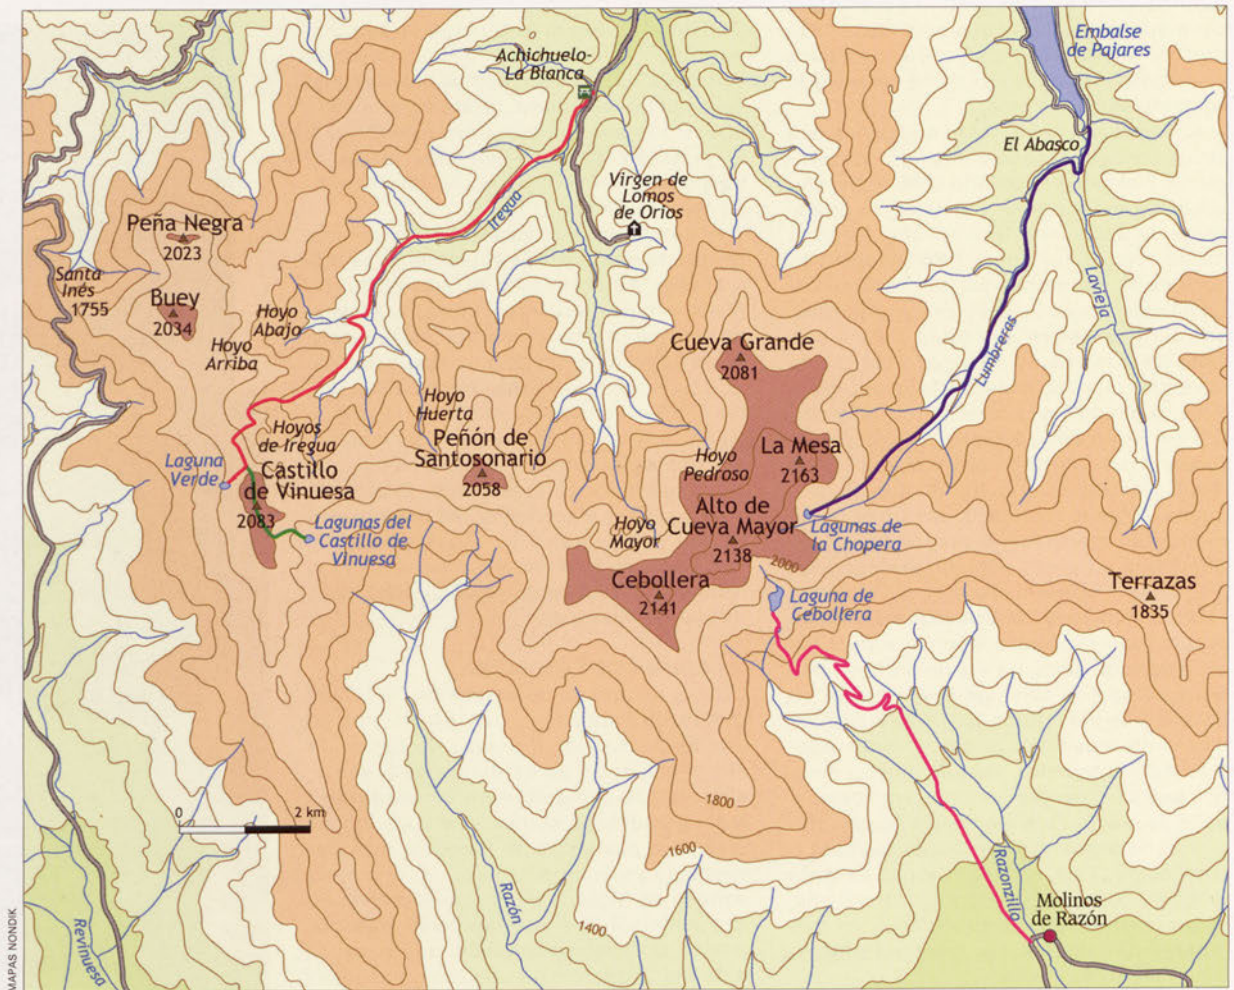 Embalse
de Pajares
Achichuelo-
La Blanca
El Abasco
Virgen de
Lomos
de Orios
Iregua
Peña Negra
2023
Santa
Inés
1755
Buey
2034
Hoyo
Abajo
Hoyo
Arriba
Lavieja
Lumbreras
Cueva Grande
2081
Hoyo
Huerta
Hoyos
de Iregua
Peñón de
Santosonario
2058
La Mesa
2163
Hoyo
Pedroso
Laguna
Verde
Castillo
de Vinuesa
2083
Alto de
Cueva Mayor
2138
Hoyo
Mayor
Lagunas del
Castillo de
Vinuesa
Lagunas de
la Chopera
2000
Cebollera
2141
Laguna de
Cebollera
Terrazas
1835
0 2 km
1800
1600
1400
Razón
Razonzillo
Molinos
de Razón
Revinuesa
MAPAS NONDIK